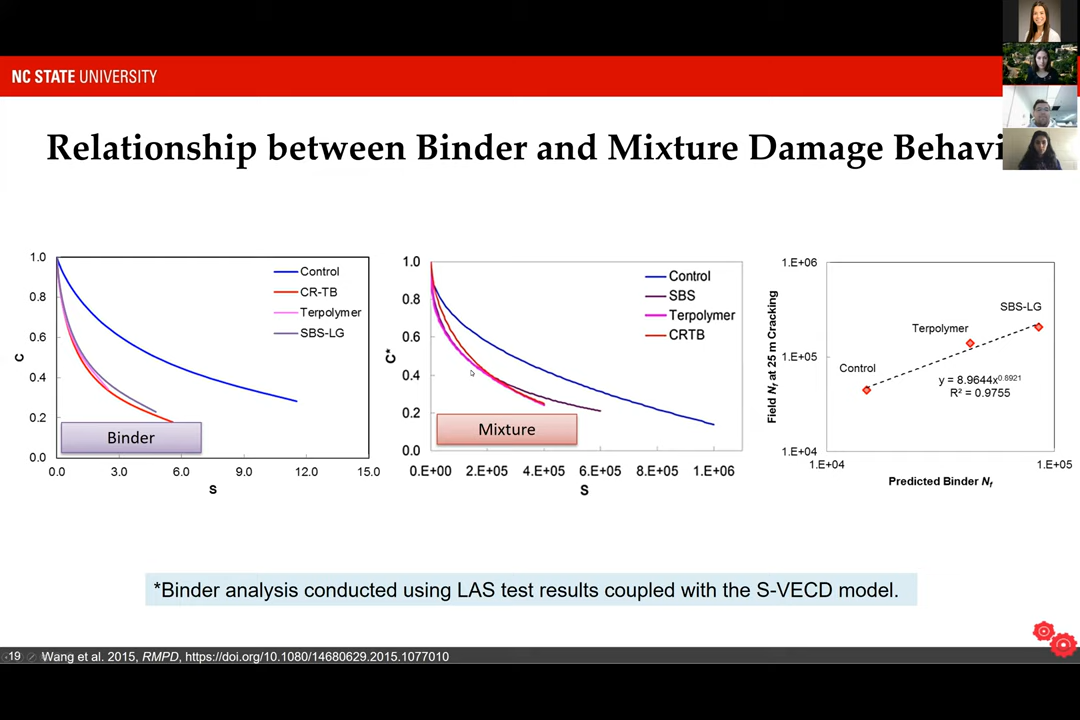 NC STATE UNIVERSITY
Relationship between Binder and Mixture Damage Behavi
1.0
0.8
0.6
0.4
0.2
0.0
C
0.0
3.0
6.0
9.0
12.0
15.0
S
Control
CR-TB
Terpolymer
SBS-LG
Binder
1.0
0.8
0.6
0.4
0.2
0.0
C*
0.E+00
2.E+05
4.E+05
6.E+05
8.E+05
1.E+06
S
Control
SBS
Terpolymer
CRTB
Mixture
1.E+06
1.E+05
1.E+04
Field Nf at 25 m Cracking
SBS-LG
Terpolymer
Control
y = 8.9644x^0.8921
R² = 0.9755
1.E+04
1.E+05
Predicted Binder Nf
*Binder analysis conducted using LAS test results coupled with the S-VECD model.
19
Wang et al. 2015, RMPD, https://doi.org/10.1080/14680629.2015.1077010